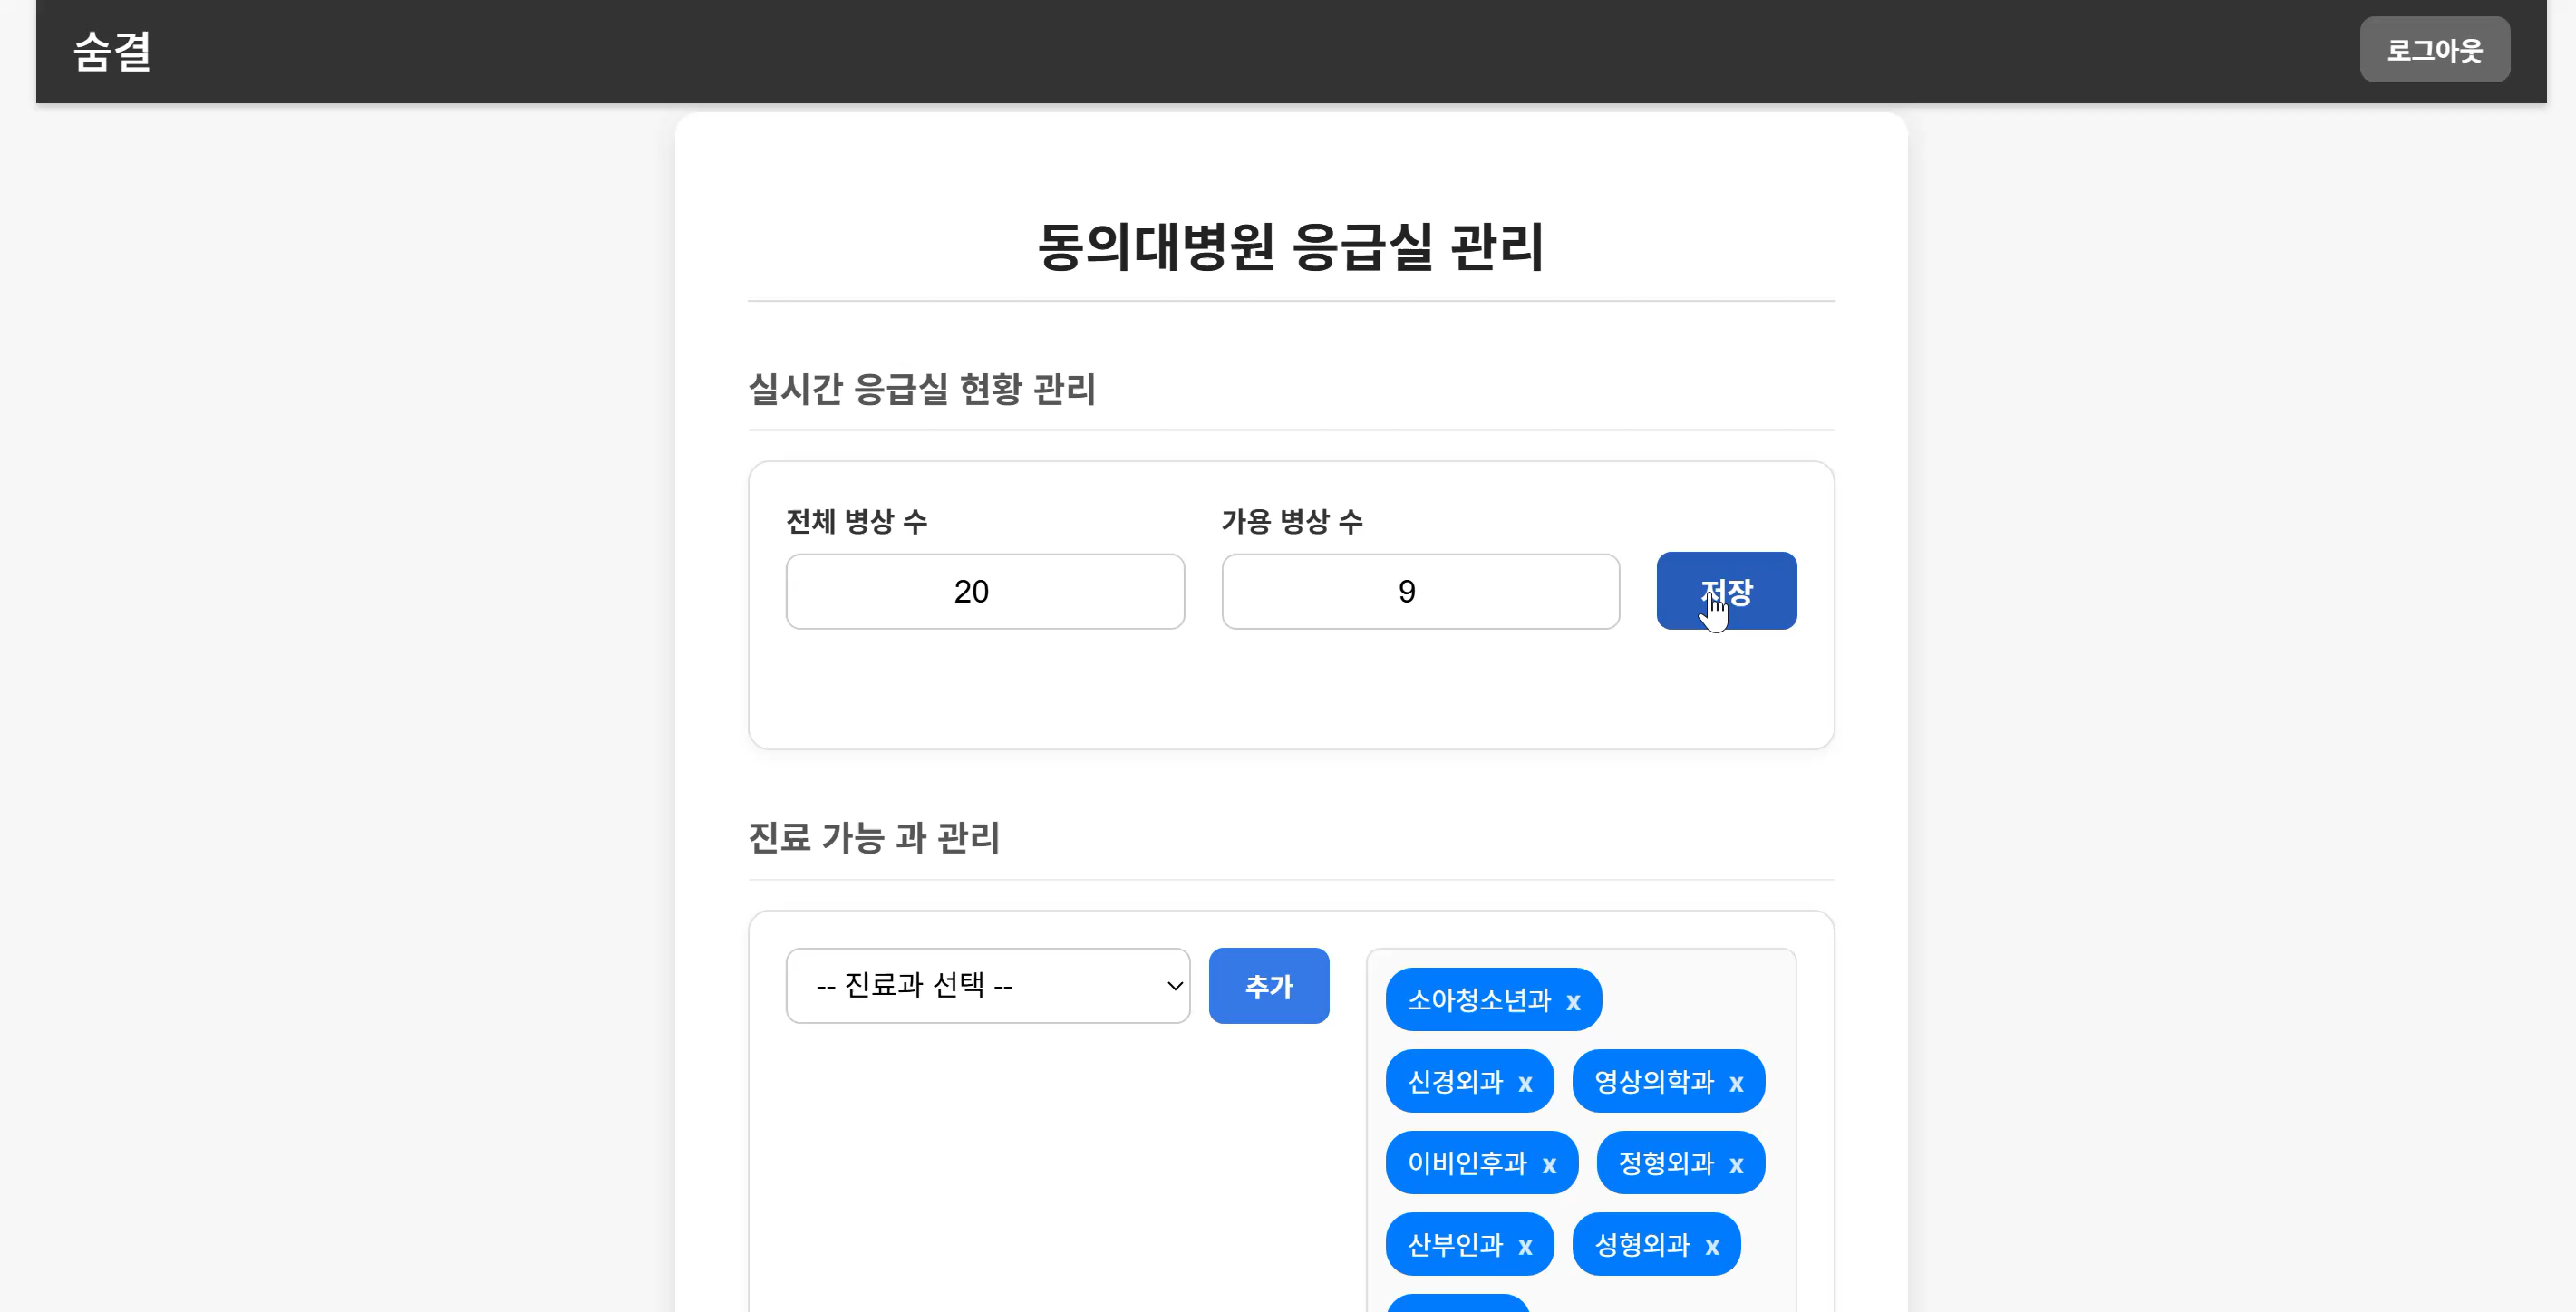 숨결
로그아웃
동의대병원 응급실 관리
실시간 응급실 현황 관리
전체 병상 수 가용 병상 수
20 9 저장
진료 가능 과 관리
-- 진료과 선택 -- 추가
소아청소년과 x
신경외과 x 영상의학과 x
이비인후과 x 정형외과 x
산부인과 x 성형외과 x